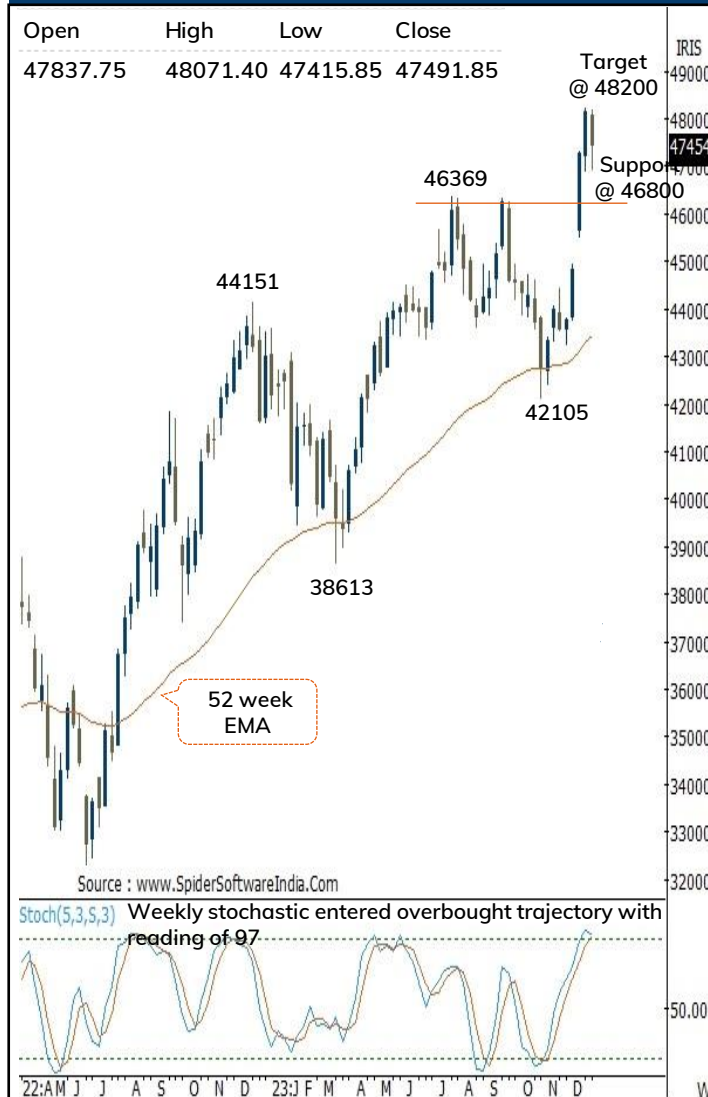 Open High Low Close
47837.75 48071.40 47415.85 47491.85
IRIS
Target
@ 48200
49000
48000
47454
47000
Support
@ 46800
46369
46000
45000
44151
44000
43000
42105
42000
41000
40000
39000
38613
38000
37000
52 week
EMA
36000
35000
34000
33000
Source : www.SpiderSoftwareIndia.Com
32000
Stoch(5,3,S,3) Weekly stochastic entered overbought trajectory with
reading of 97
50.00
22:A M J J A S O N D 23:J F M A M J J A S O N D W